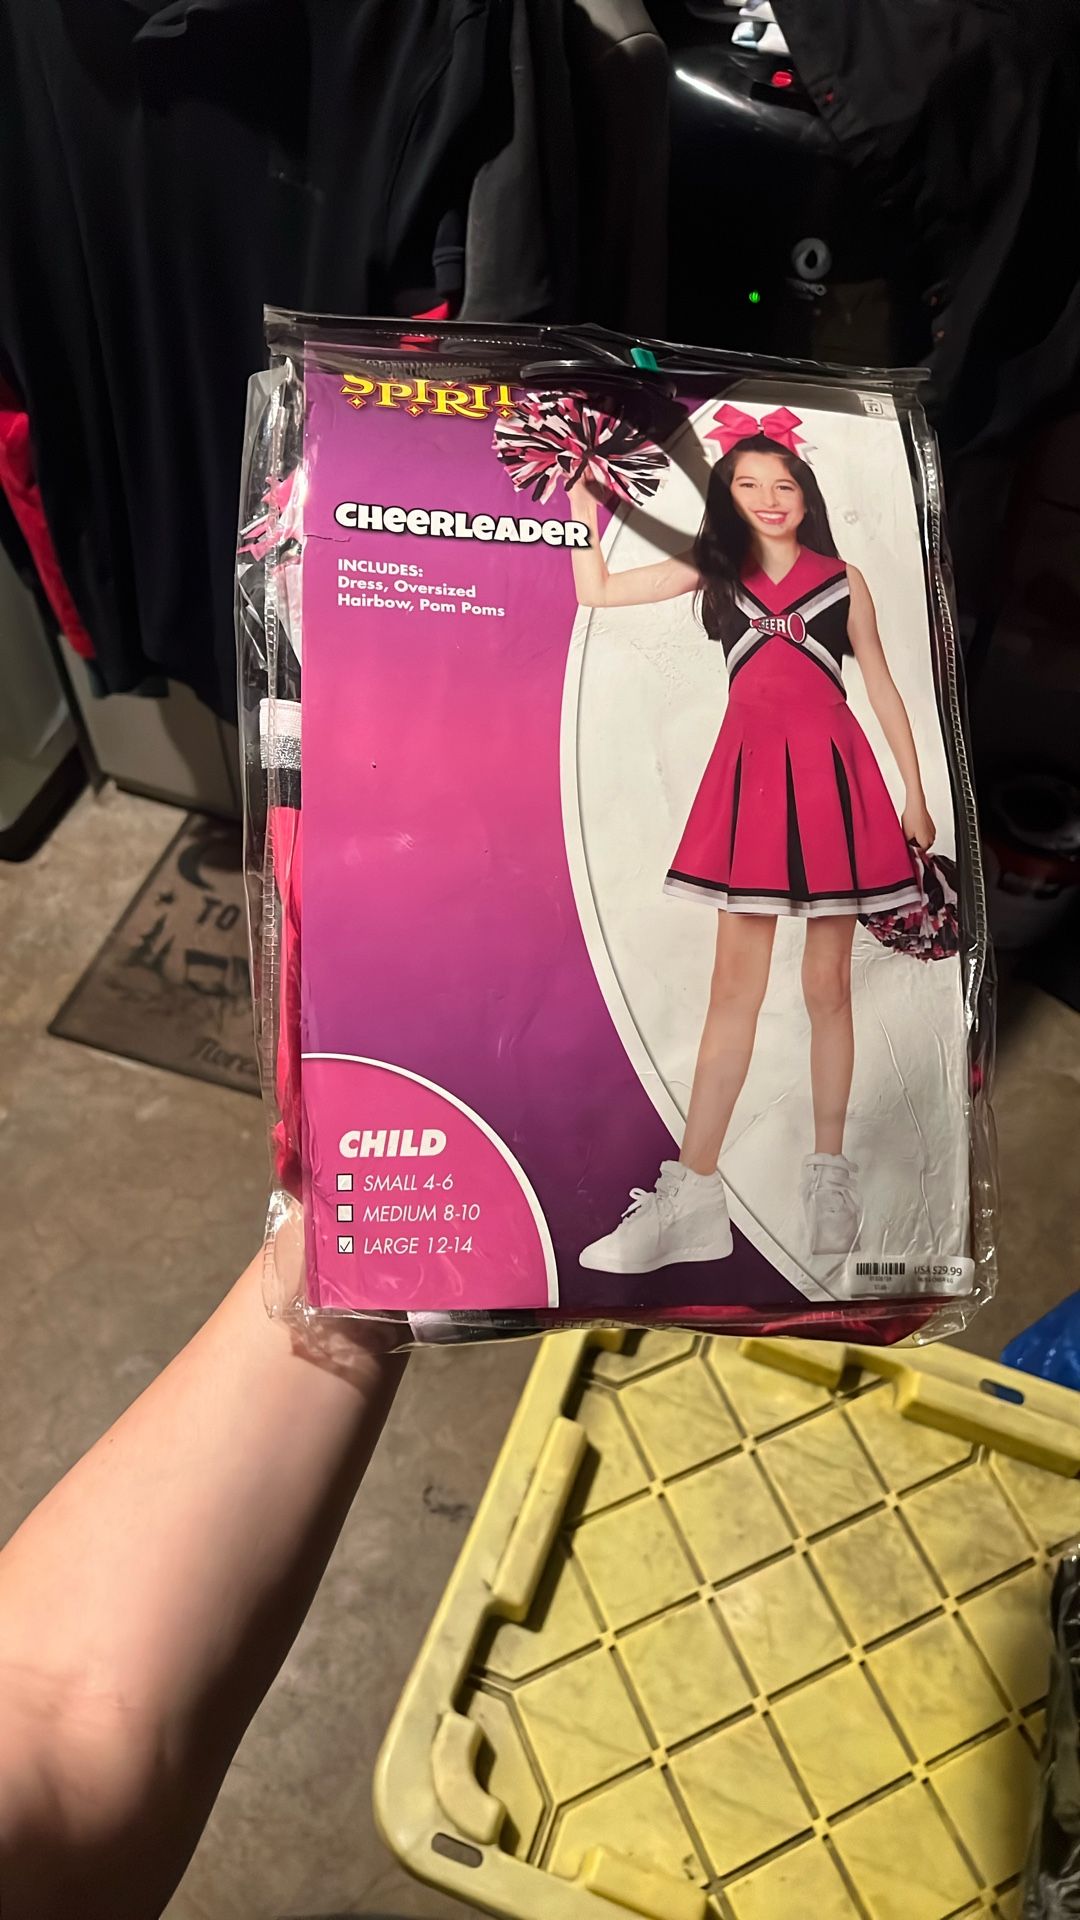 SPIRIT
CHEERLEADER
INCLUDES:
Dress, Oversized
Hairbow, Pom Poms
CHEER
TO
CHILD
SMALL 4-6
MEDIUM 8-10
LARGE 12-14
USA $29.99